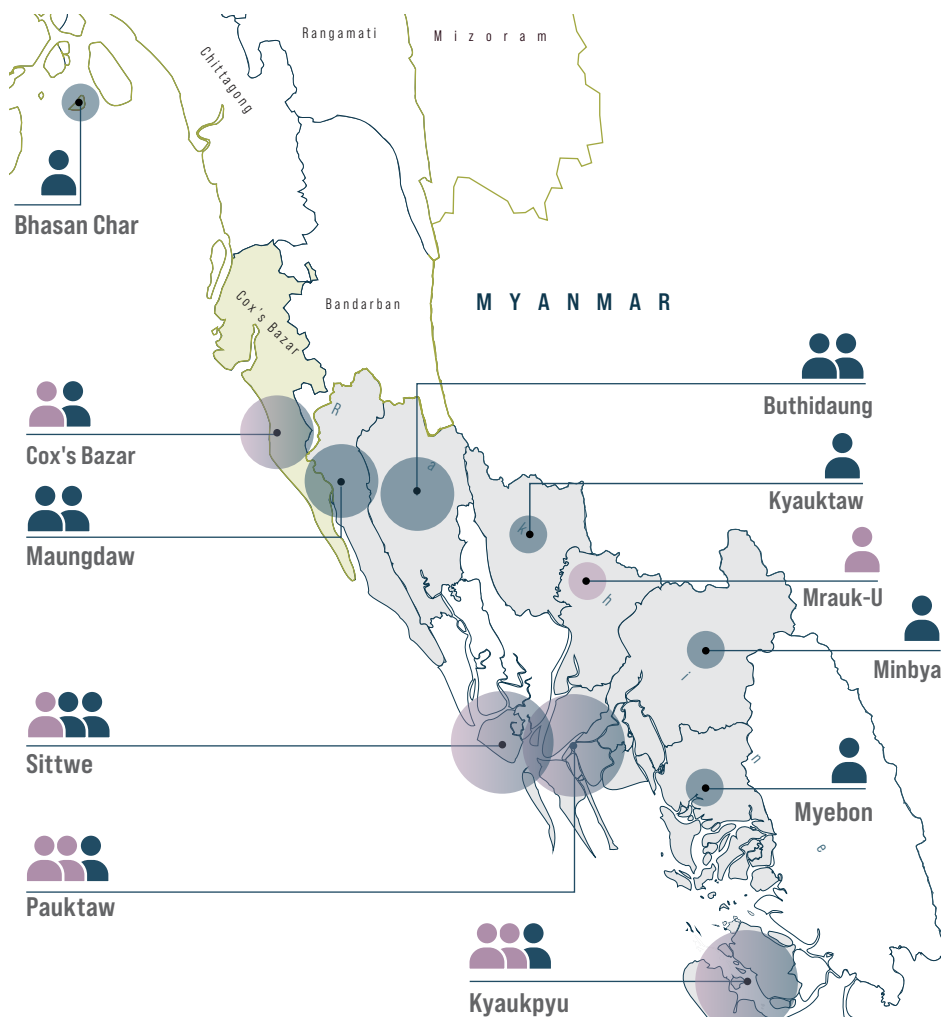 Rangamati
Mizoram
Chittagong
Bhasan Char
Cox's Bazar
Bandarban
MYANMAR
Buthidaung
Cox's Bazar
Kyauktaw
Maungdaw
Mrauk-U
Minbya
Sittwe
Myebon
Pauktaw
Kyaukpyu
Rakhine